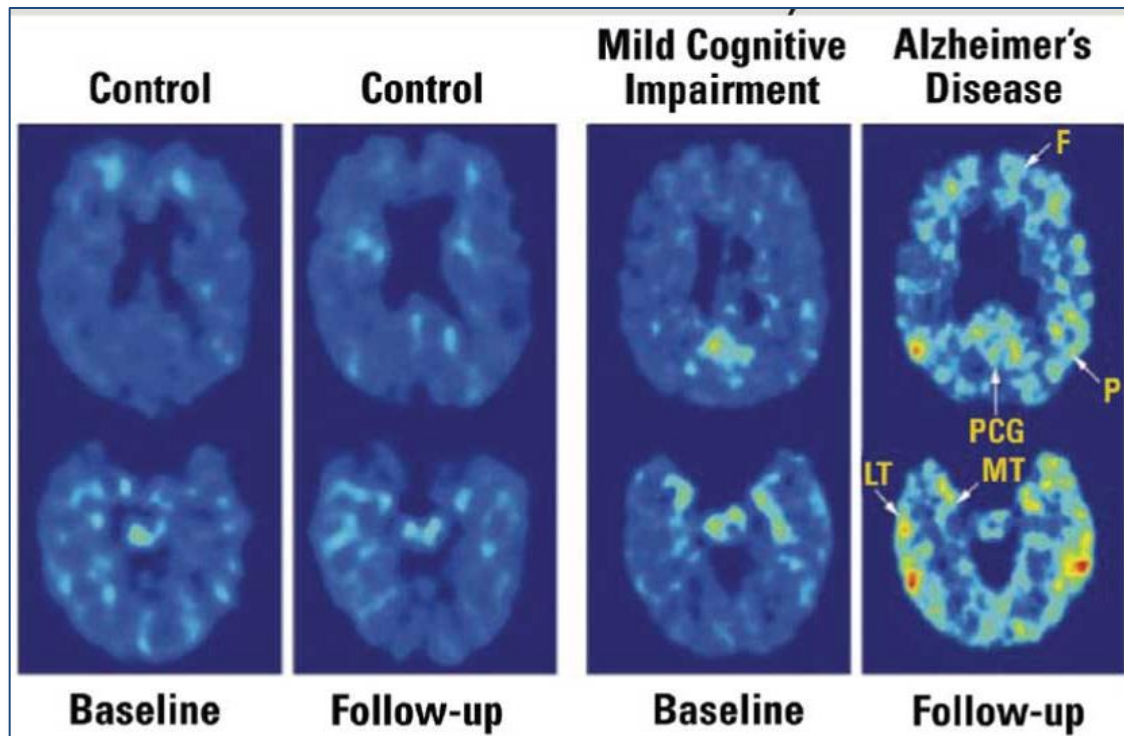 Control
Control
Mild Cognitive
Impairment
Alzheimer's
Disease
F
P
PCG
LT
MT
Baseline
Follow-up
Baseline
Follow-up